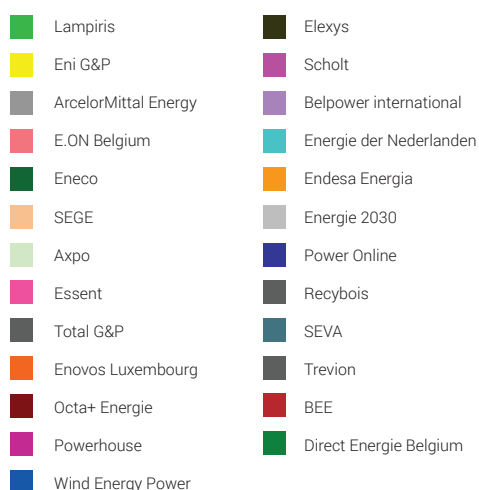 Lampiris
Eni G&P
ArcelorMittal Energy
E.ON Belgium
Eneco
SEGE
Axpo
Essent
Total G&P
Enovos Luxembourg
Octa+ Energie
Powerhouse
Wind Energy Power
Elexys
Scholt
Belpower international
Energie der Nederlanden
Endesa Energia
Energie 2030
Power Online
Recybois
SEVA
Trevion
BEE
Direct Energie Belgium